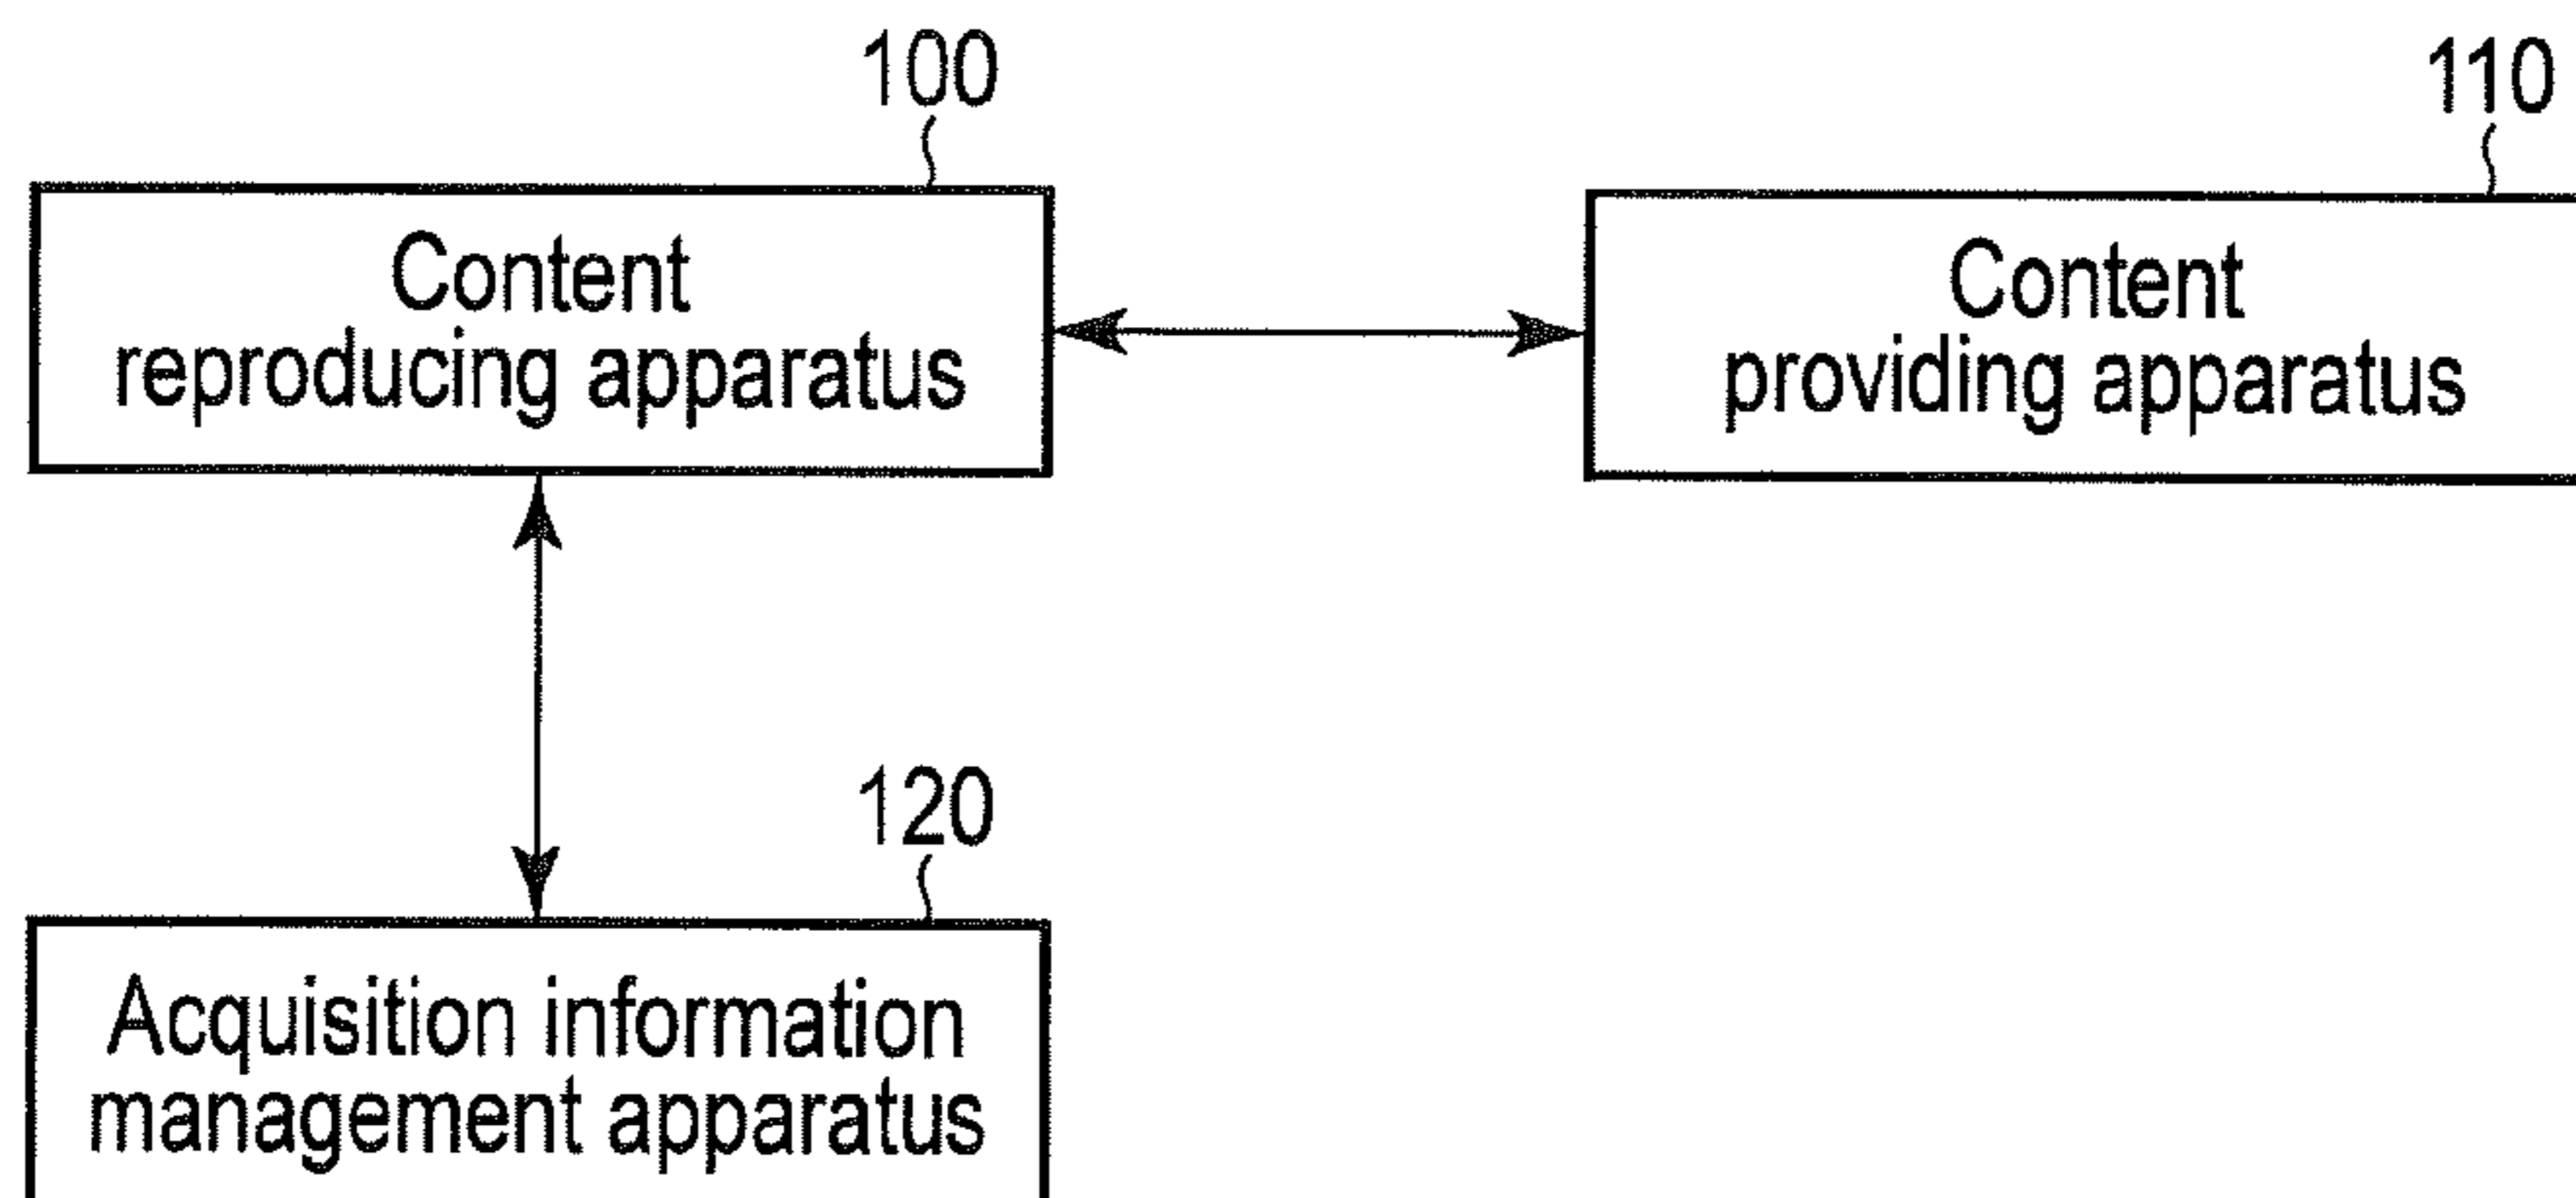 100
Content
reproducing apparatus
110
Content
providing apparatus
120
Acquisition information
management apparatus